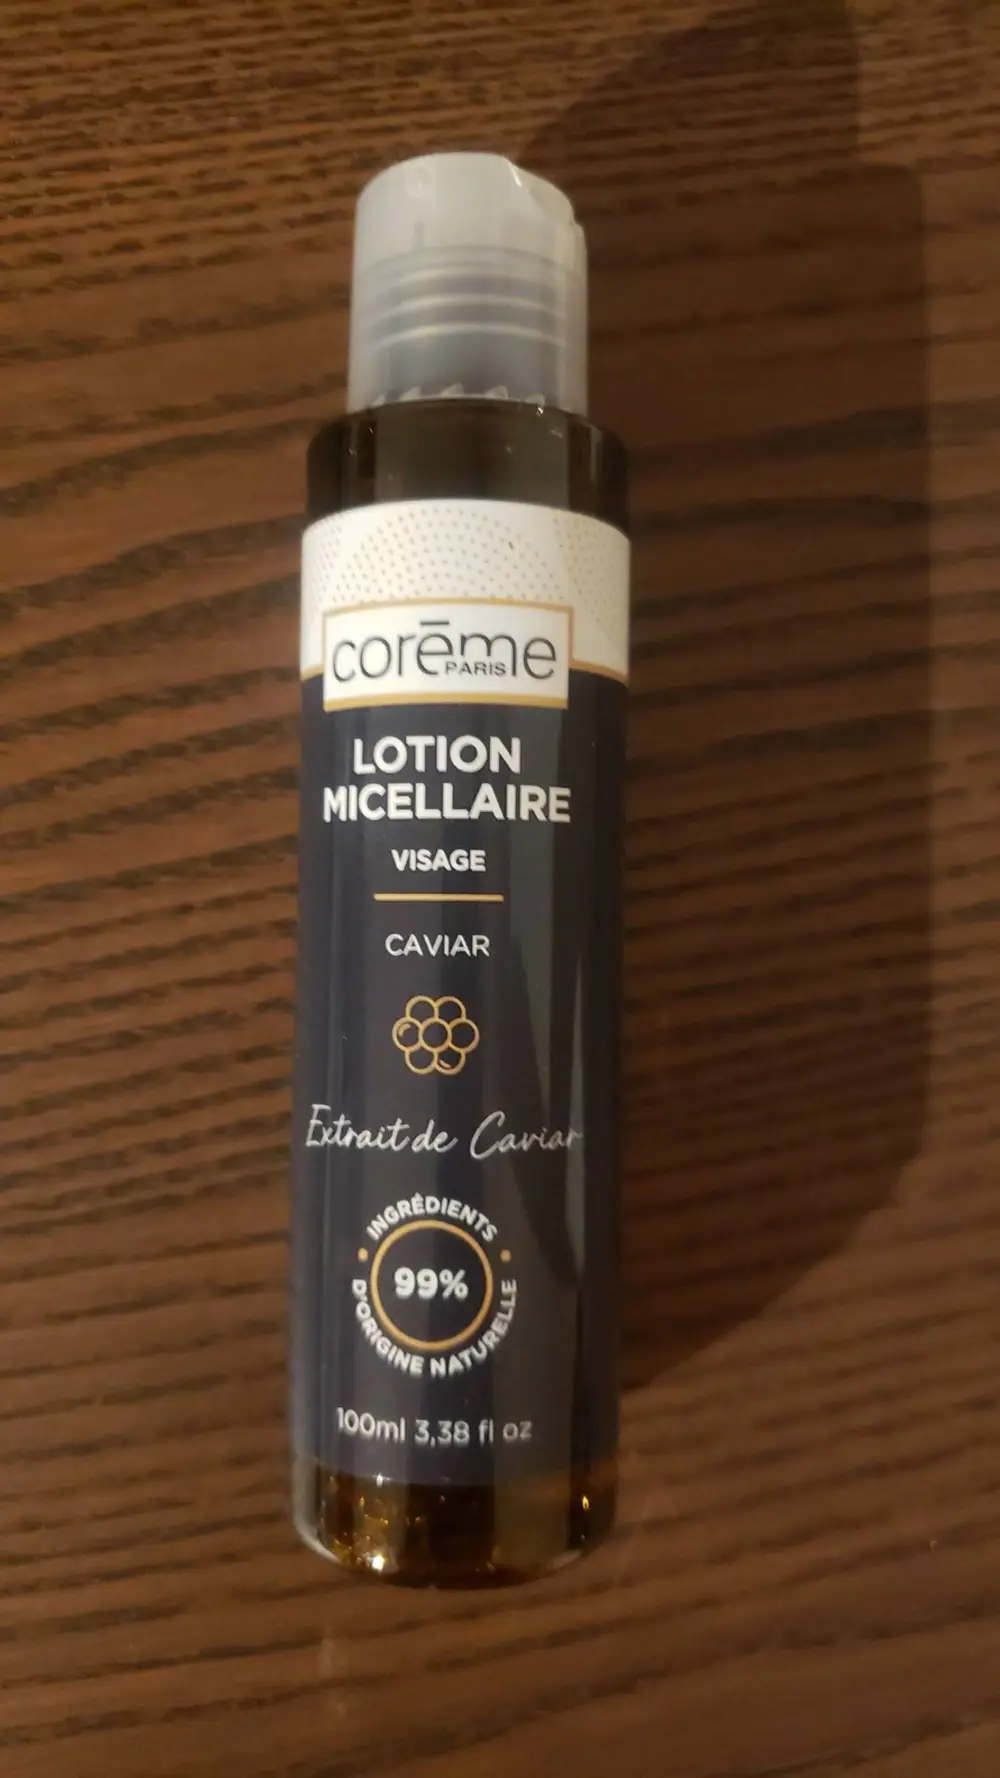 corēme
PARIS
LOTION
MICELLAIRE
VISAGE
CAVIAR
Extrait de Caviar
INGRÉDIENTS
99%
D'ORIGINE NATURELLE
100ml 3,38 fl oz